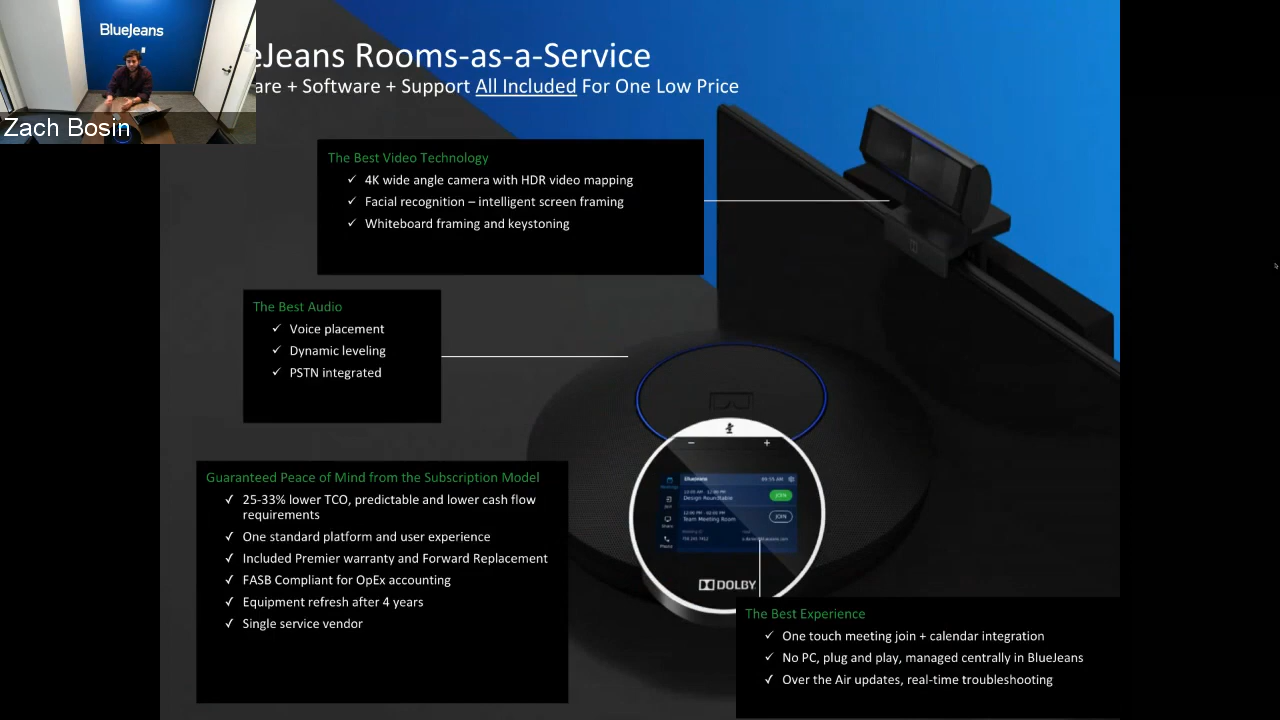 BlueJeans
Zach Bosin
eJeans Rooms-as-a-Service
are + Software + Support All Included For One Low Price
The Best Video Technology
✓ 4K wide angle camera with HDR video mapping
✓ Facial recognition – intelligent screen framing
✓ Whiteboard framing and keystoning
The Best Audio
✓ Voice placement
✓ Dynamic leveling
✓ PSTN integrated
Guaranteed Peace of Mind from the Subscription Model
✓ 25-33% lower TCO, predictable and lower cash flow
requirements
✓ One standard platform and user experience
✓ Included Premier warranty and Forward Replacement
✓ FASB Compliant for OpEx accounting
✓ Equipment refresh after 4 years
✓ Single service vendor
− +
BlueJeans
Design Roundtable
JOIN
Team Meeting Room
JOIN
Share
Phone
DOLBY
The Best Experience
✓ One touch meeting join + calendar integration
✓ No PC, plug and play, managed centrally in BlueJeans
✓ Over the Air updates, real-time troubleshooting